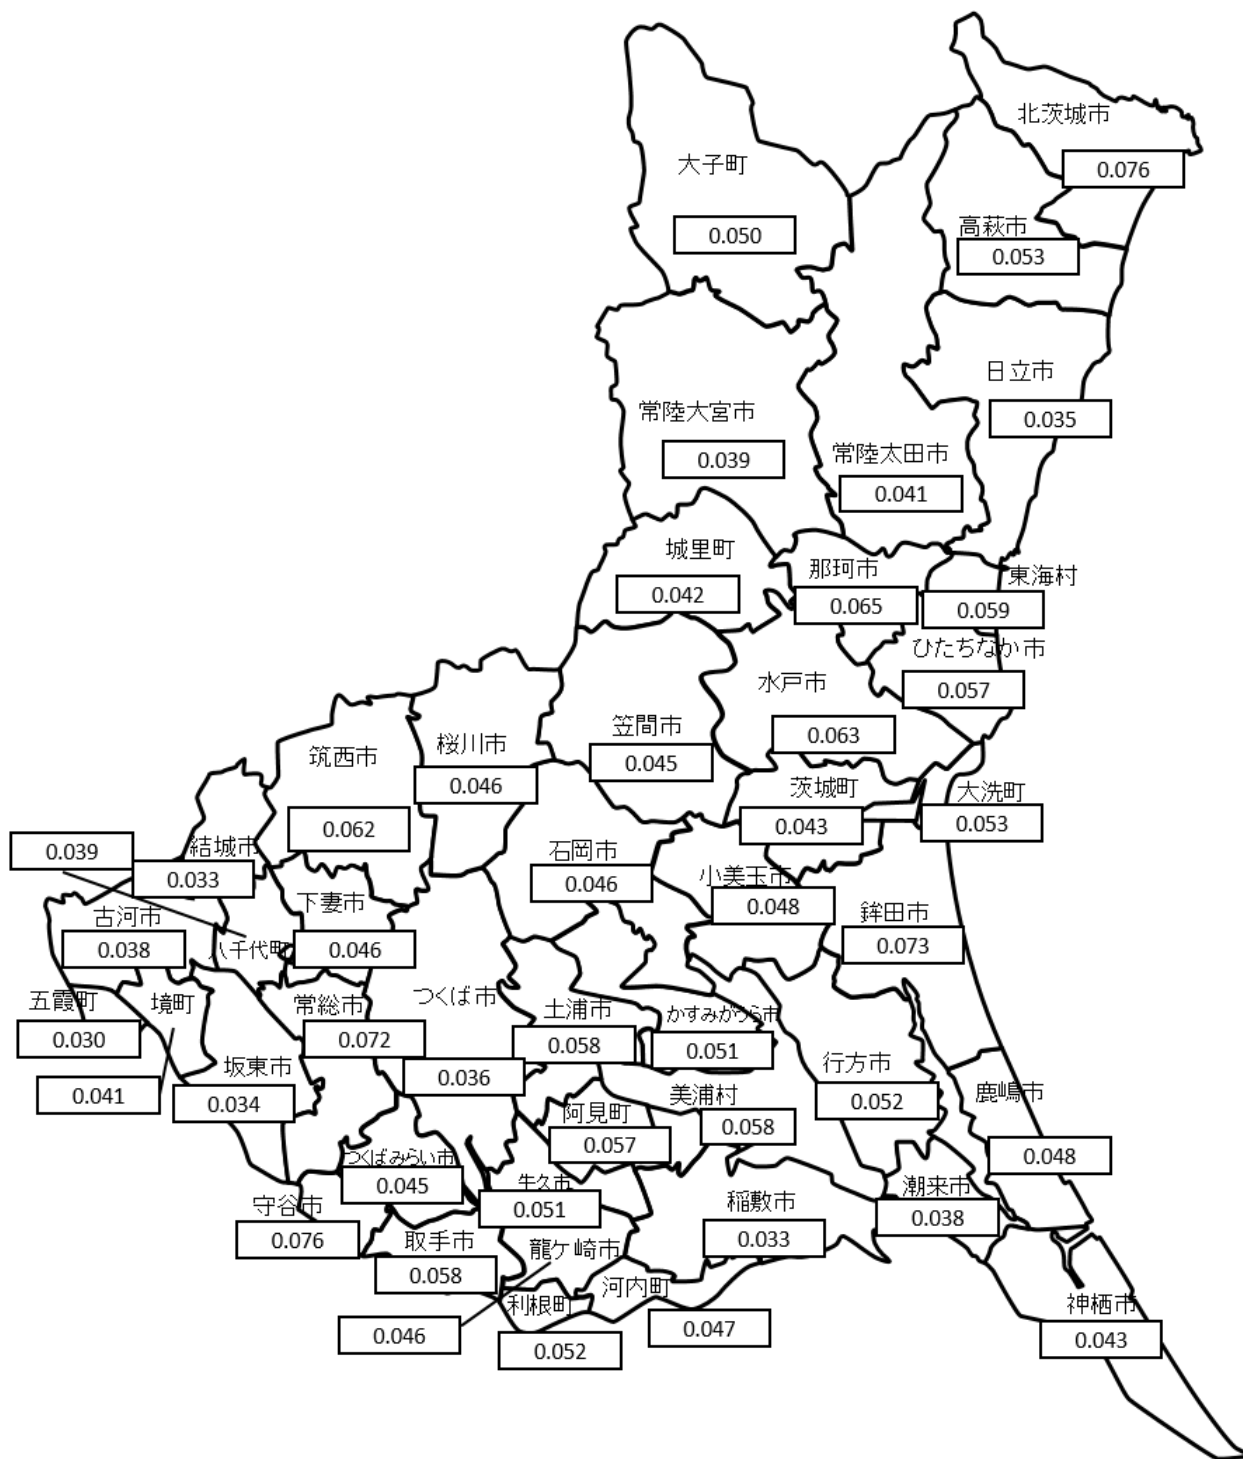 北茨城市
0.076
大子町
0.050
高萩市
0.053
日立市
0.035
常陸大宮市
0.039
常陸太田市
0.041
城里町
0.042
那珂市
0.065
東海村
0.059
ひたちなか市
0.057
水戸市
0.063
笠間市
0.045
桜川市
0.046
筑西市
0.062
茨城町
0.043
大洗町
0.053
結城市
0.033
0.039
八千代町
石岡市
0.046
小美玉市
0.048
下妻市
0.046
古河市
0.038
鉾田市
0.073
五霞町
0.030
境町
0.041
常総市
0.072
つくば市
0.036
土浦市
0.058
かすみがうら市
0.051
坂東市
0.034
行方市
0.052
美浦村
0.058
阿見町
0.057
鹿嶋市
0.048
つくばみらい市
0.045
牛久市
0.051
潮来市
0.038
守谷市
0.076
稲敷市
0.033
取手市
0.058
龍ケ崎市
0.046
利根町
0.052
河内町
0.047
神栖市
0.043